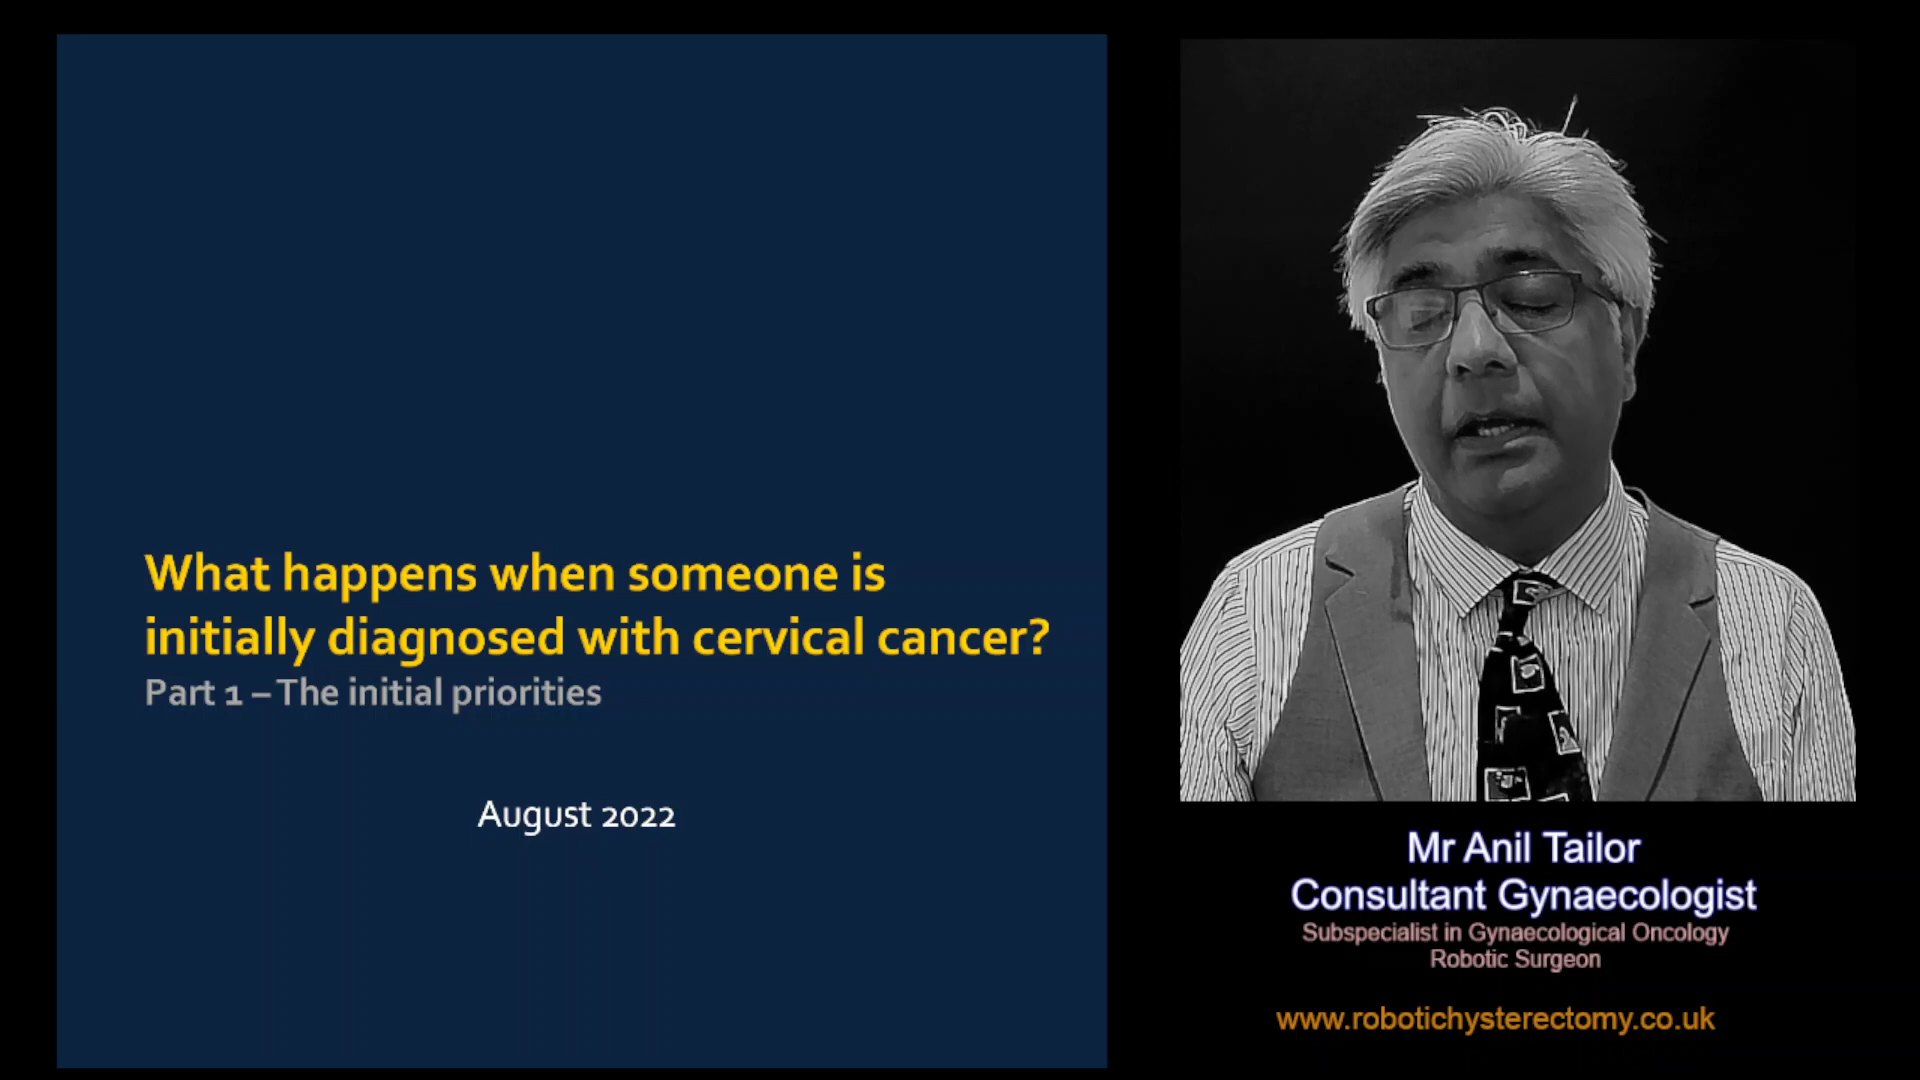 What happens when someone is
initially diagnosed with cervical cancer?
Part 1 – The initial priorities
August 2022
Mr Anil Tailor
Consultant Gynaecologist
Subspecialist in Gynaecological Oncology
Robotic Surgeon
www.robotichysterectomy.co.uk